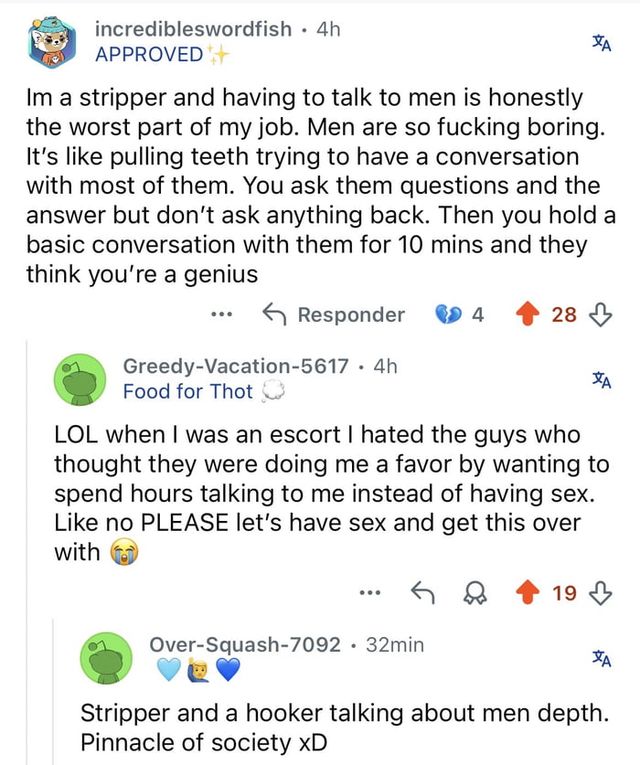 incredibleswordfish • 4h
APPROVED✨
Im a stripper and having to talk to men is honestly
the worst part of my job. Men are so fucking boring.
It's like pulling teeth trying to have a conversation
with most of them. You ask them questions and the
answer but don't ask anything back. Then you hold a
basic conversation with them for 10 mins and they
think you're a genius
... Responder 💔 4 28
Greedy-Vacation-5617 • 4h
Food for Thot 💭
LOL when I was an escort I hated the guys who
thought they were doing me a favor by wanting to
spend hours talking to me instead of having sex.
Like no PLEASE let's have sex and get this over
with 😭
... 19
Over-Squash-7092 • 32min
🩵🙋‍♂️💙
Stripper and a hooker talking about men depth.
Pinnacle of society xD